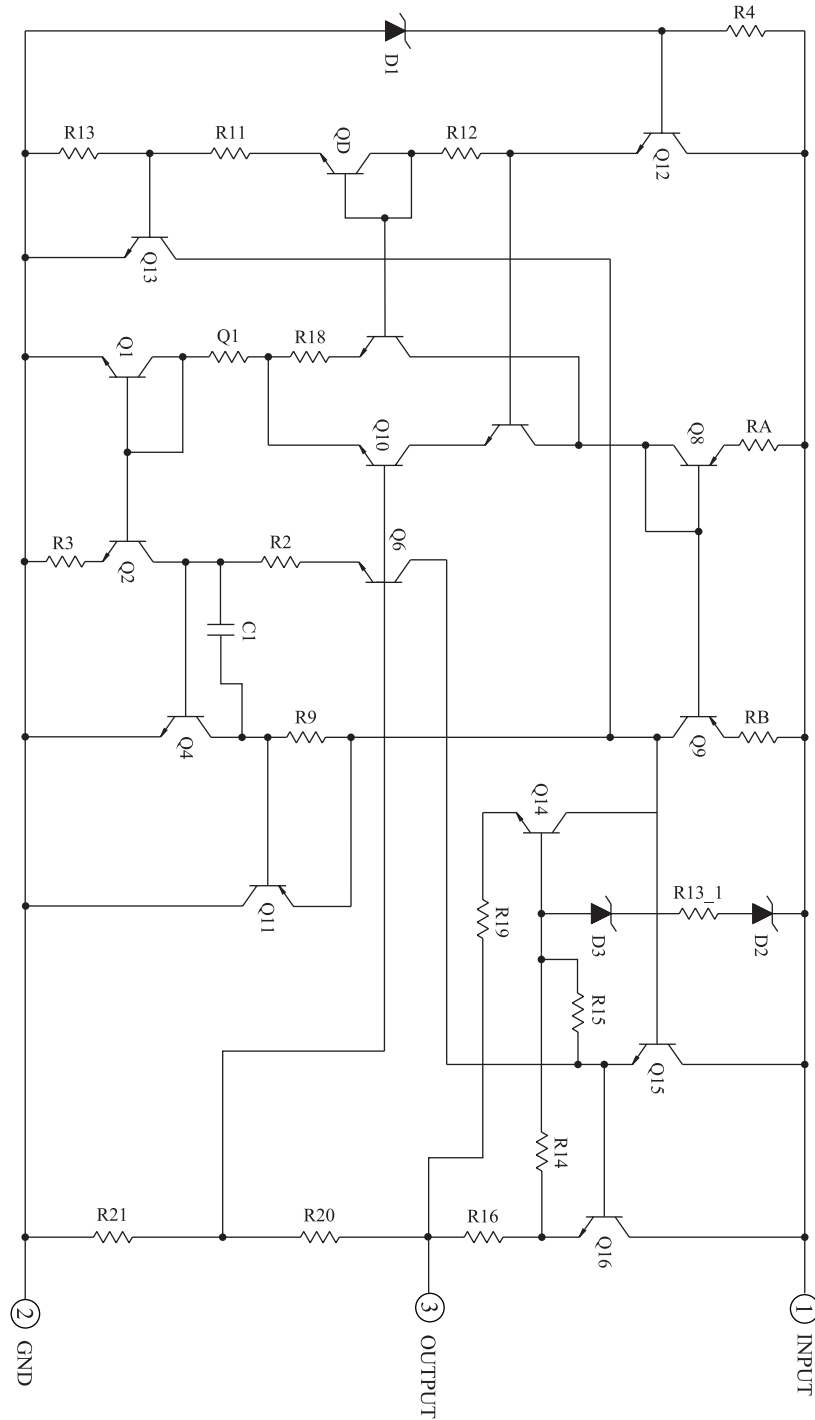 R4
D1
R13
R11
QD
R12
Q12
Q13
Q1
Q1
R18
Q10
Q8
RA
R3
Q2
R2
Q6
C1
Q4
R9
Q9
RB
Q14
Q11
R19
D3
R13_1
D2
R15
Q15
R14
R21
R20
R16
Q16
2 GND
3 OUTPUT
1 INPUT